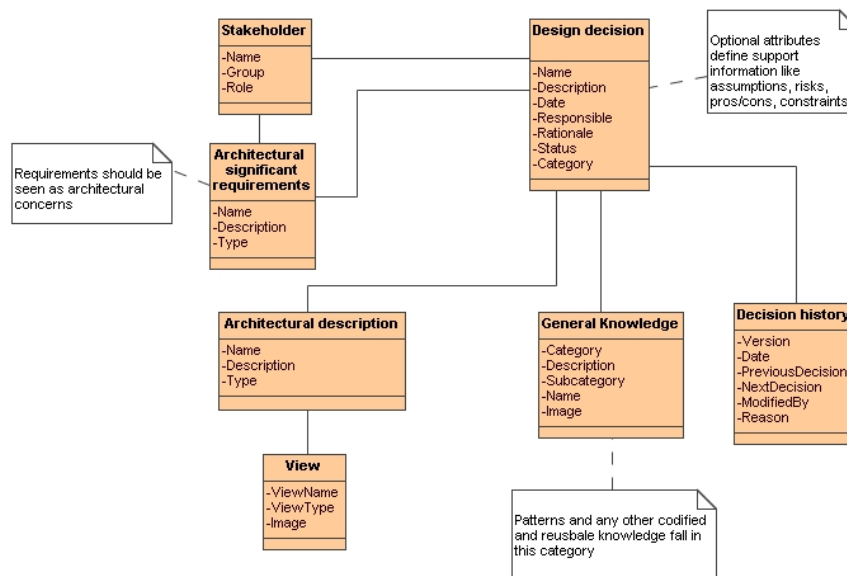 Stakeholder
-Name
-Group
-Role
Design decision
-Name
-Description
-Date
-Responsible
-Rationale
-Status
-Category
Optional attributes
define support
information like
assumptions, risks,
pros/cons, constraints
Requirements should be
seen as architectural
concerns
Architectural
significant
requirements
-Name
-Description
-Type
Architectural description
-Name
-Description
-Type
General Knowledge
-Category
-Description
-Subcategory
-Name
-Image
Decision history
-Version
-Date
-PreviousDecision
-NextDecision
-ModifiedBy
-Reason
View
-ViewName
-ViewType
-Image
Patterns and any other codified
and reusbale knowledge fall in
this category